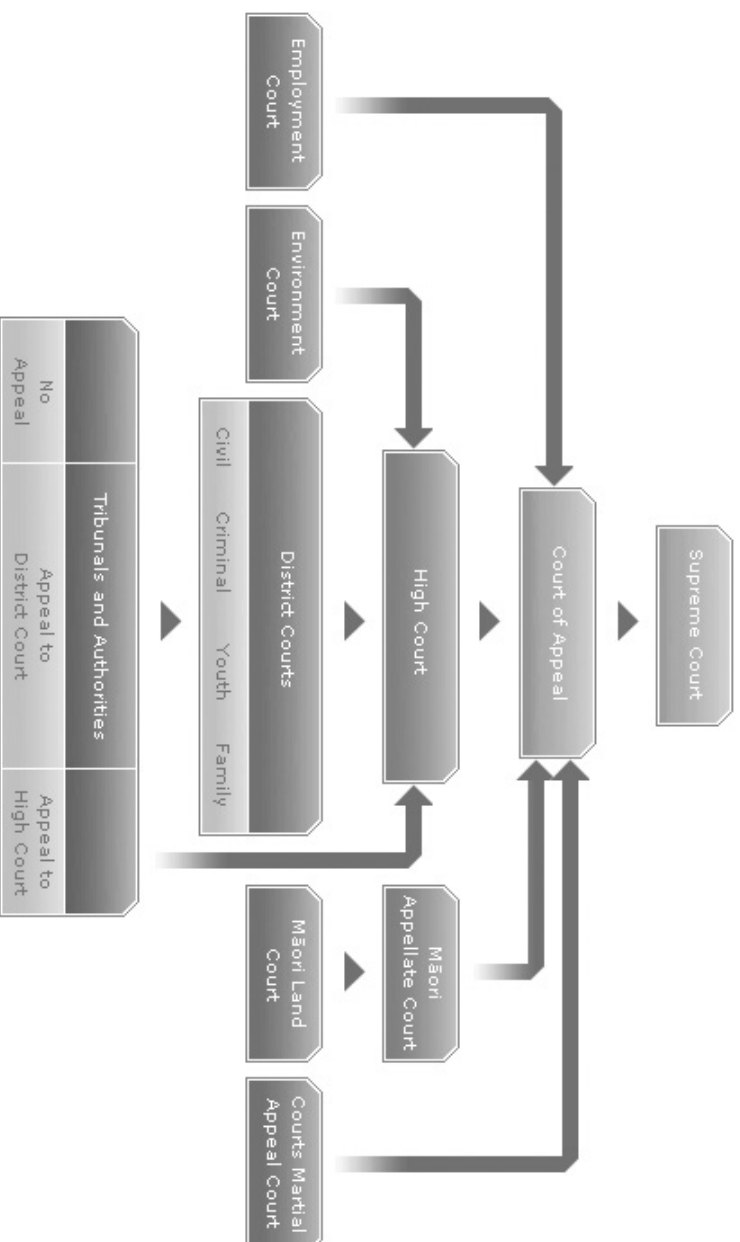 Supreme Court
Court of Appeal
High Court
Māori
Appellate Court
Employment
Court
Environment
Court
District Courts
Civil
Criminal
Youth
Family
Māori Land
Court
Courts Martial
Appeal Court
Tribunals and Authorities
No
Appeal
Appeal to
District Court
Appeal to
High Court